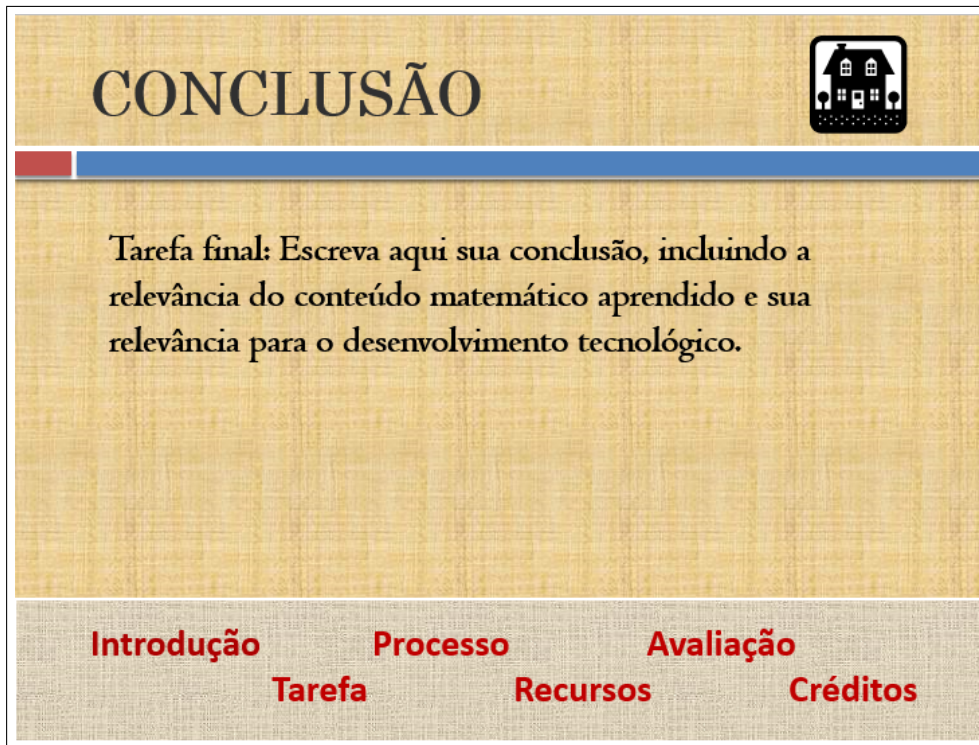 CONCLUSÃO
Tarefa final: Escreva aqui sua conclusão, incluindo a
relevância do conteúdo matemático aprendido e sua
relevância para o desenvolvimento tecnológico.
Introdução Processo Avaliação
Tarefa Recursos Créditos